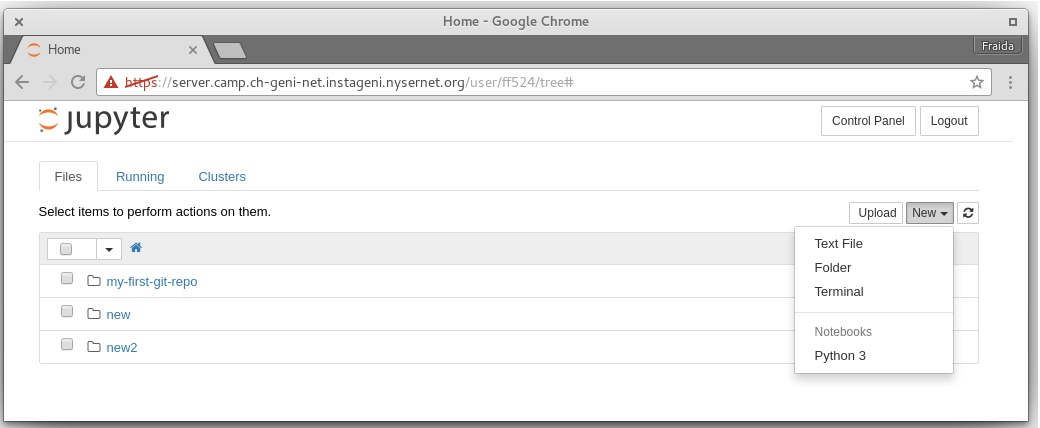 Home - Google Chrome
Home
Fraida
https://server.camp.ch-geni-net.instageni.nysernet.org/user/ff524/tree#
jupyter
Control Panel
Logout
Files
Running
Clusters
Select items to perform actions on them.
Upload
New
Text File
Folder
Terminal
Notebooks
Python 3
my-first-git-repo
new
new2